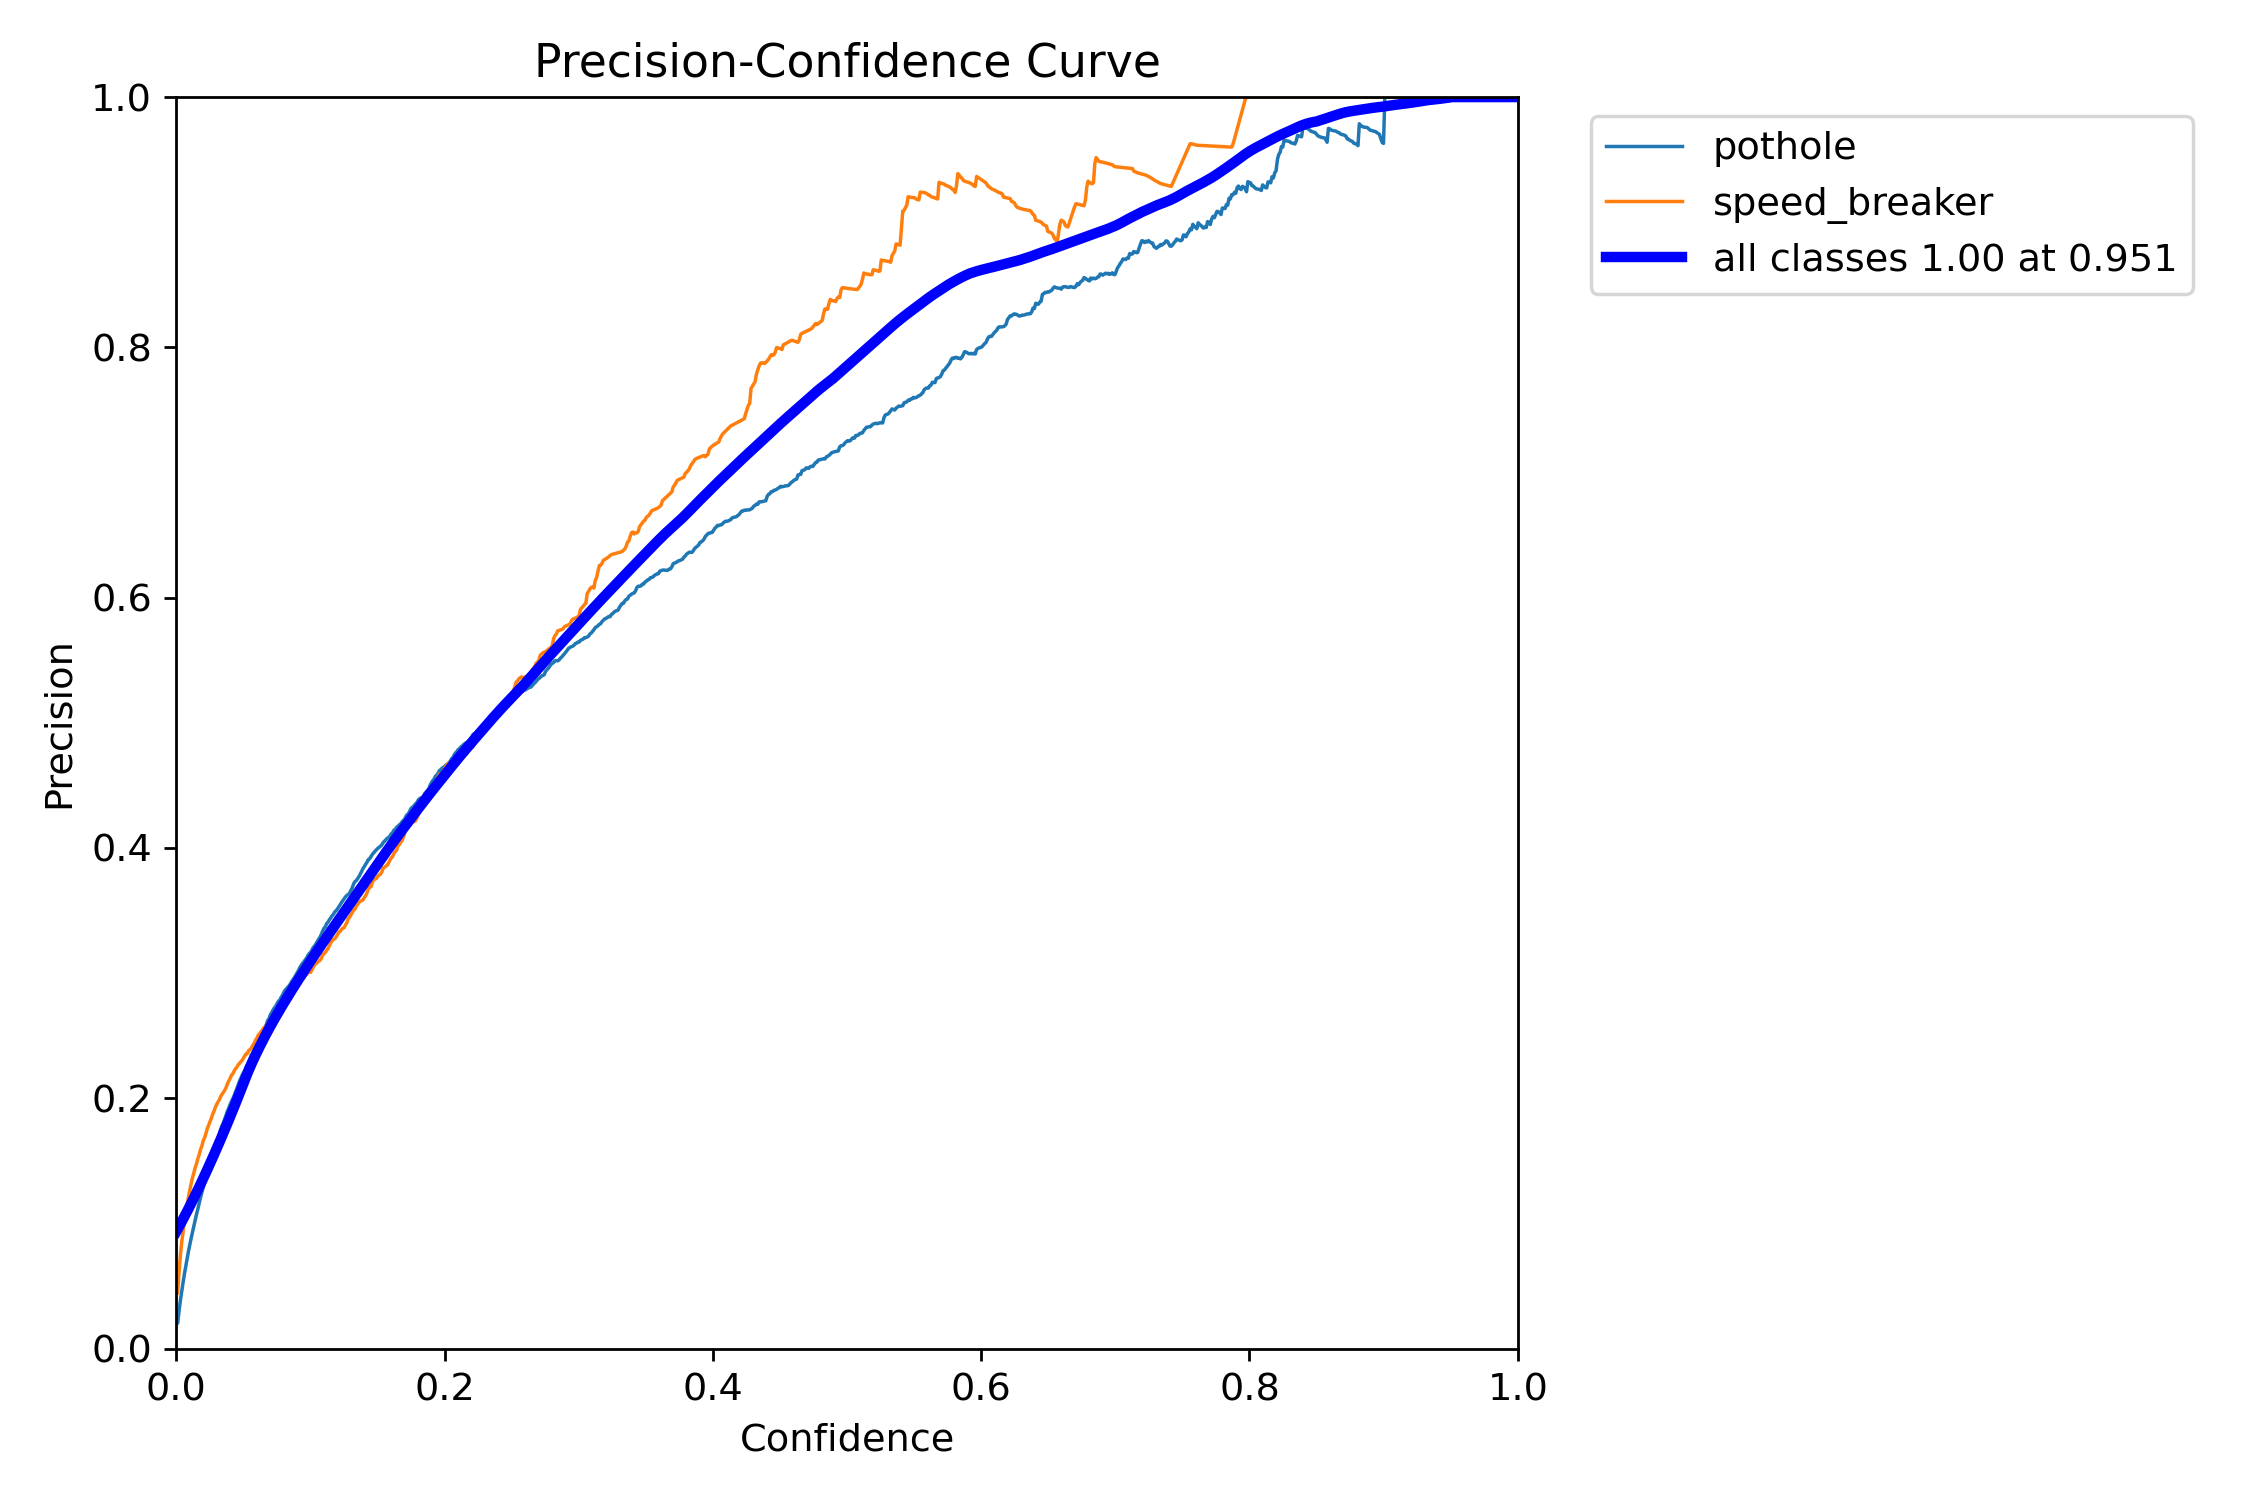 Precision-Confidence Curve
1.0
0.8
0.6
0.4
0.2
0.0
Precision
0.0 0.2 0.4 0.6 0.8 1.0
Confidence
pothole
speed_breaker
all classes 1.00 at 0.951